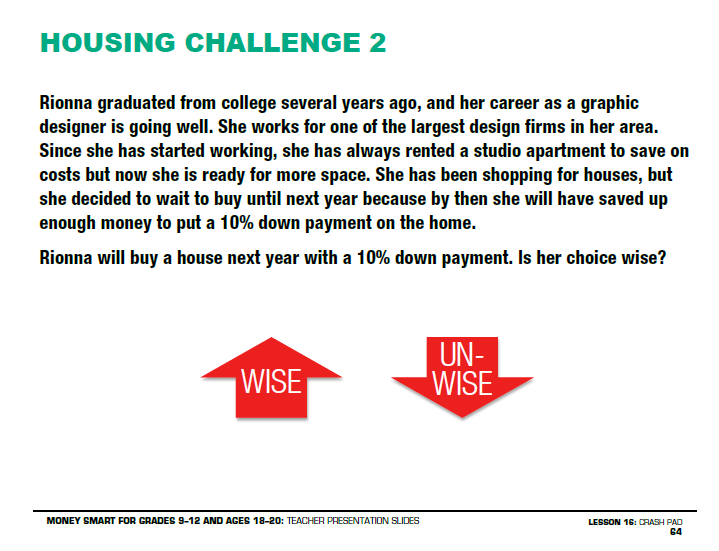 HOUSING CHALLENGE 2
Rionna graduated from college several years ago, and her career as a graphic
designer is going well. She works for one of the largest design firms in her area.
Since she has started working, she has always rented a studio apartment to save on
costs but now she is ready for more space. She has been shopping for houses, but
she decided to wait to buy until next year because by then she will have saved up
enough money to put a 10% down payment on the home.
Rionna will buy a house next year with a 10% down payment. Is her choice wise?
WISE
UN-
WISE
MONEY SMART FOR GRADES 9–12 AND AGES 18–20: TEACHER PRESENTATION SLIDES
LESSON 16: CRASH PAD
64